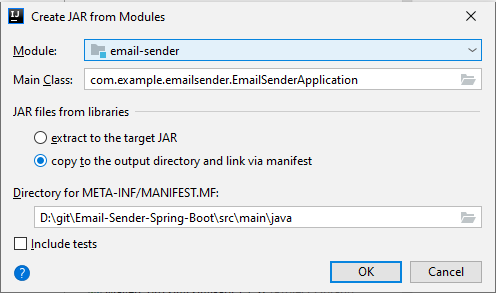 Create JAR from Modules
Module: email-sender
Main Class: com.example.emailsender.EmailSenderApplication
JAR files from libraries
extract to the target JAR
copy to the output directory and link via manifest
Directory for META-INF/MANIFEST.MF:
D:\git\Email-Sender-Spring-Boot\src\main\java
Include tests
? OK Cancel